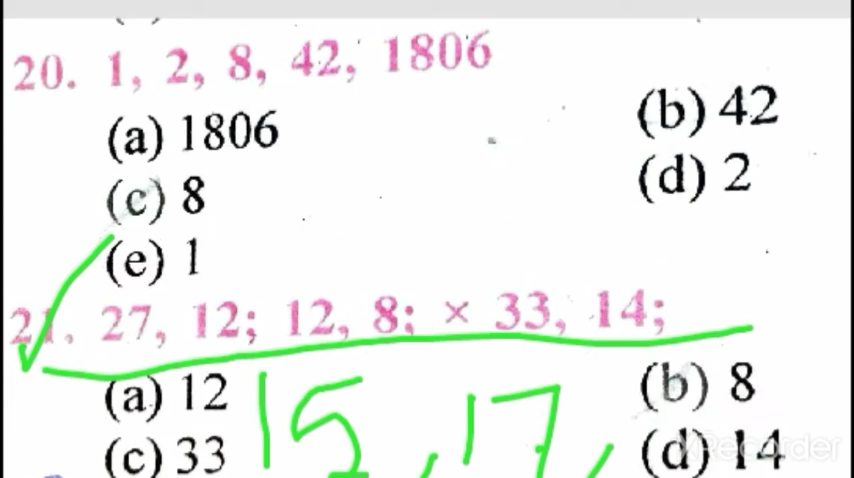 20. 1, 2, 8, 42, 1806
(a) 1806 (b) 42
(c) 8 (d) 2
(e) 1
21. 27, 12; 12, 8; × 33, 14;
(a) 12 (b) 8
15, 17,
(c) 33 (d) 14
XRecorder